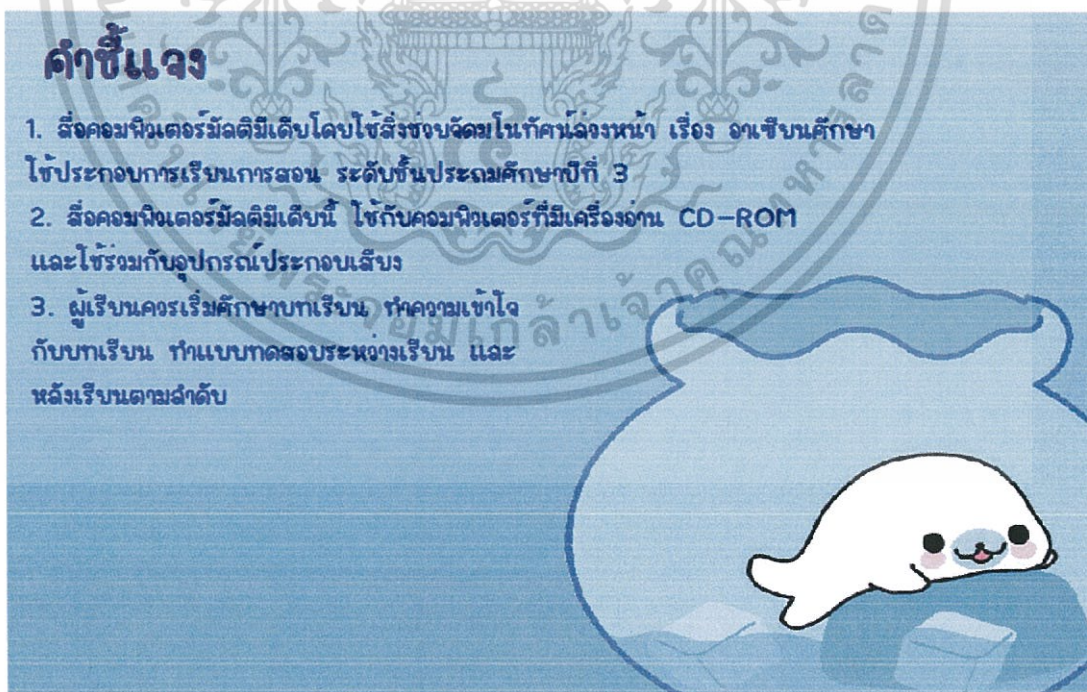 คำชี้แจง
1. สื่อคอมพิวเตอร์มัลติมีเดียโดยใช้สิ่งช่วยจัดมโนทัศน์ล่วงหน้า เรื่อง อาเซียนศึกษา
ใช้ประกอบการเรียนการสอน ระดับชั้นประถมศึกษาปีที่ 3
2. สื่อคอมพิวเตอร์มัลติมีเดียนี้ ใช้กับคอมพิวเตอร์ที่มีเครื่องอ่าน CD-ROM
และใช้ร่วมกับอุปกรณ์ประกอบเสียง
3. ผู้เรียนควรเริ่มศึกษาบทเรียน ทำความเข้าใจ
กับบทเรียน ทำแบบทดสอบระหว่างเรียน และ
หลังเรียนตามลำดับ